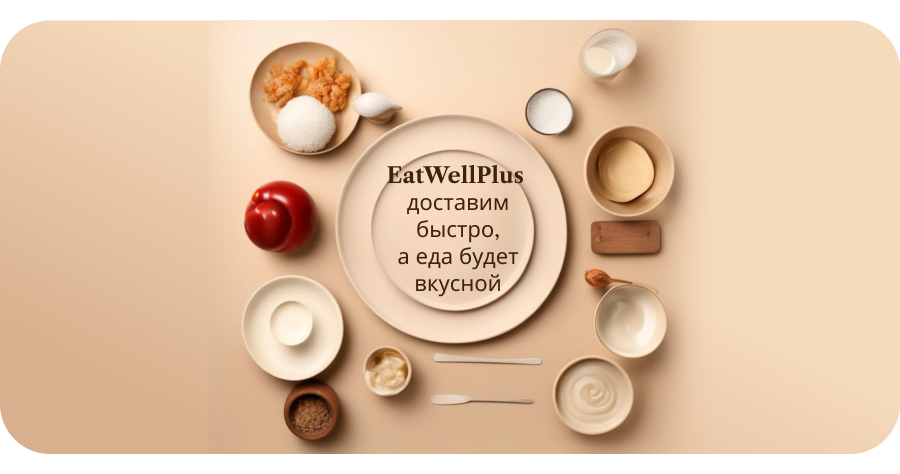 EatWellPlus
доставим
быстро,
а еда будет
вкусной